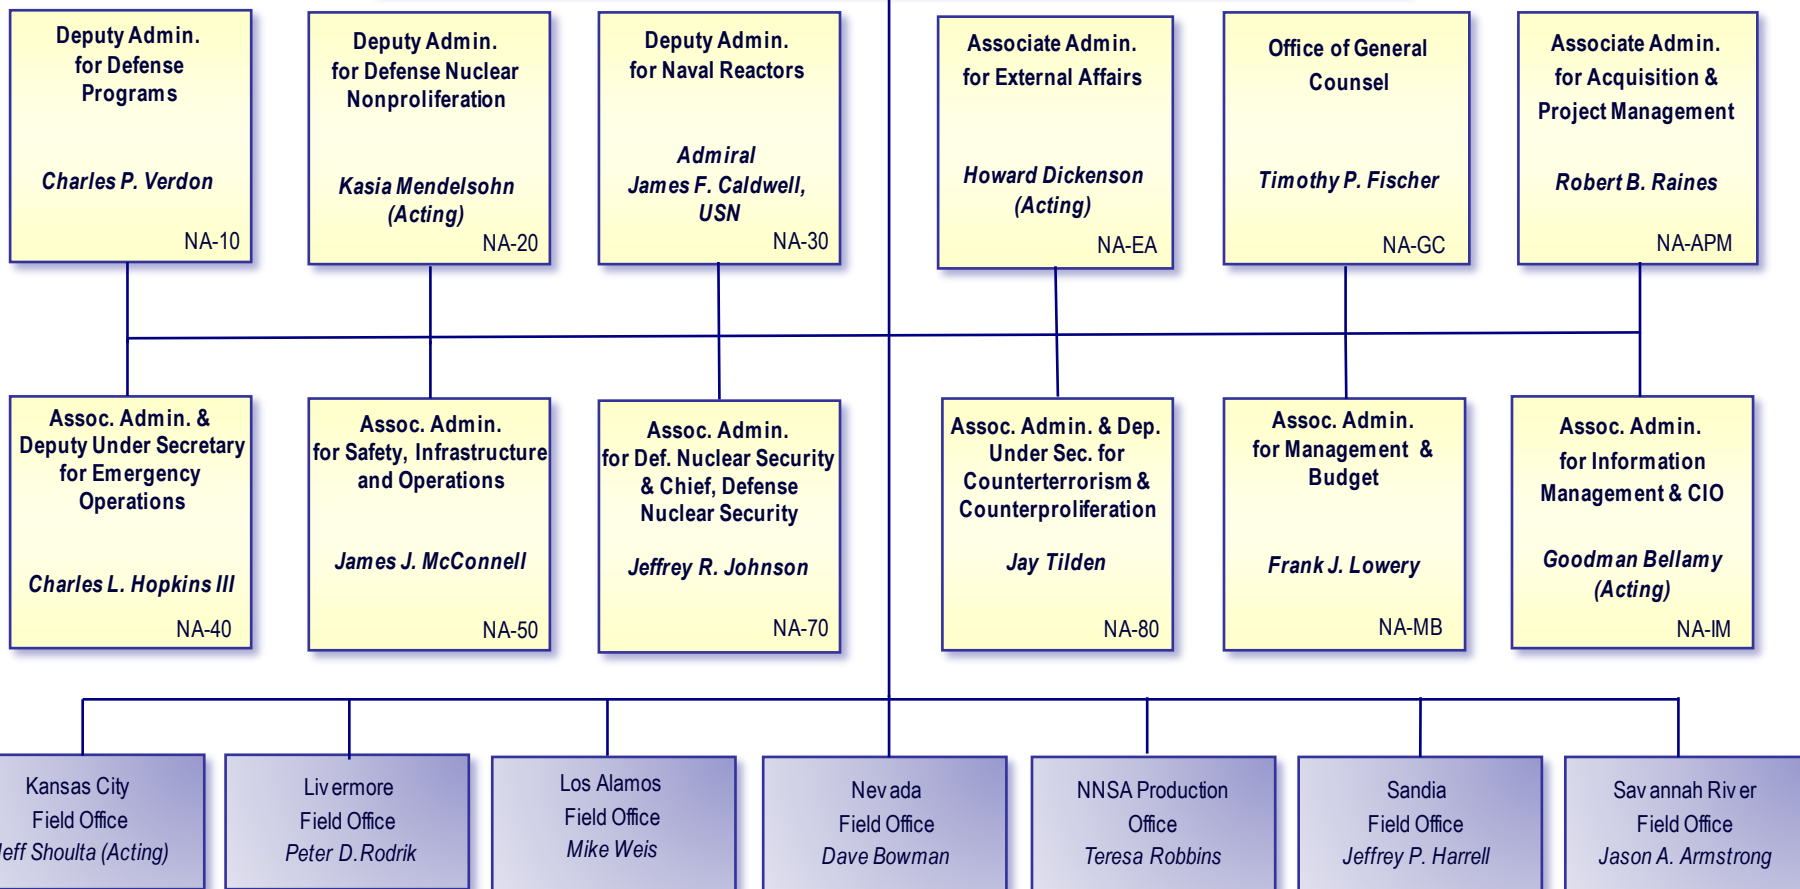 Deputy Admin.
for Defense
Programs
Charles P. Verdon
NA-10
Deputy Admin.
for Defense Nuclear
Nonproliferation
Kasia Mendelsohn
(Acting)
NA-20
Deputy Admin.
for Naval Reactors
Admiral
James F. Caldwell,
USN
NA-30
Associate Admin.
for External Affairs
Howard Dickenson
(Acting)
NA-EA
Office of General
Counsel
Timothy P. Fischer
NA-GC
Associate Admin.
for Acquisition &
Project Management
Robert B. Raines
NA-APM
Assoc. Admin. &
Deputy Under Secretary
for Emergency
Operations
Charles L. Hopkins III
NA-40
Assoc. Admin.
for Safety, Infrastructure
and Operations
James J. McConnell
NA-50
Assoc. Admin.
for Def. Nuclear Security
& Chief, Defense
Nuclear Security
Jeffrey R. Johnson
NA-70
Assoc. Admin. & Dep.
Under Sec. for
Counterterrorism &
Counterproliferation
Jay Tilden
NA-80
Assoc. Admin.
for Management &
Budget
Frank J. Lowery
NA-MB
Assoc. Admin.
for Information
Management & CIO
Goodman Bellamy
(Acting)
NA-IM
Kansas City
Field Office
Shoulta (Acting)
Livermore
Field Office
Peter D.Rodrik
Los Alamos
Field Office
Mike Weis
Nevada
Field Office
Dave Bowman
NNSA Production
Office
Teresa Robbins
Sandia
Field Office
Jeffrey P. Harrell
Savannah River
Field Office
Jason A. Armstrong